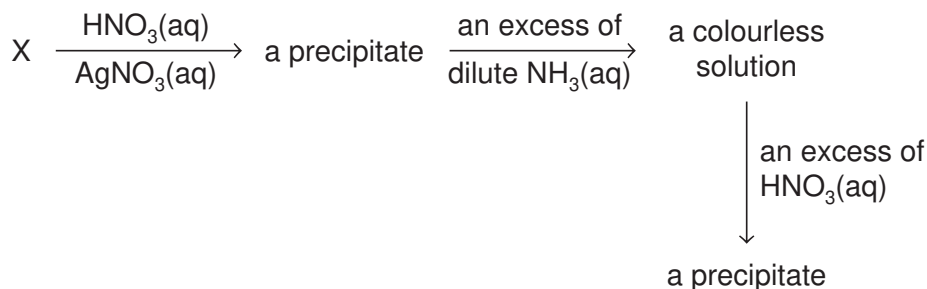 X
HNO₃(aq)
AgNO₃(aq)
a precipitate
an excess of
dilute NH₃(aq)
a colourless
solution
an excess of
HNO₃(aq)
a precipitate